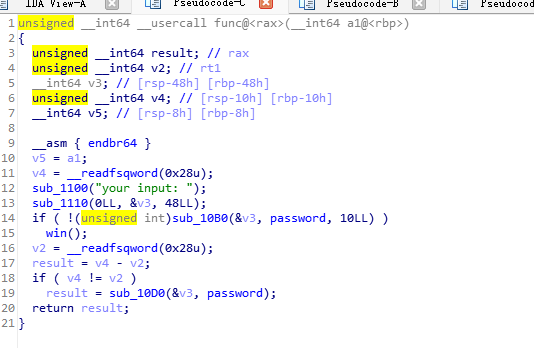 IDA View-A Pseudocode-C Pseudocode-B Pseudocode
1 unsigned __int64 __usercall func@<rax>(__int64 a1@<rbp>)
2 {
3 unsigned __int64 result; // rax
4 unsigned __int64 v2; // rt1
5 __int64 v3; // [rsp-48h] [rbp-48h]
6 unsigned __int64 v4; // [rsp-10h] [rbp-10h]
7 __int64 v5; // [rsp-8h] [rbp-8h]
8
9 __asm { endbr64 }
10 v5 = a1;
11 v4 = __readfsqword(0x28u);
12 sub_1100("your input: ");
13 sub_1110(0LL, &v3, 48LL);
14 if ( !(unsigned int)sub_10B0(&v3, password, 10LL) )
15 win();
16 v2 = __readfsqword(0x28u);
17 result = v4 - v2;
18 if ( v4 != v2 )
19 result = sub_10D0(&v3, password);
20 return result;
21 }